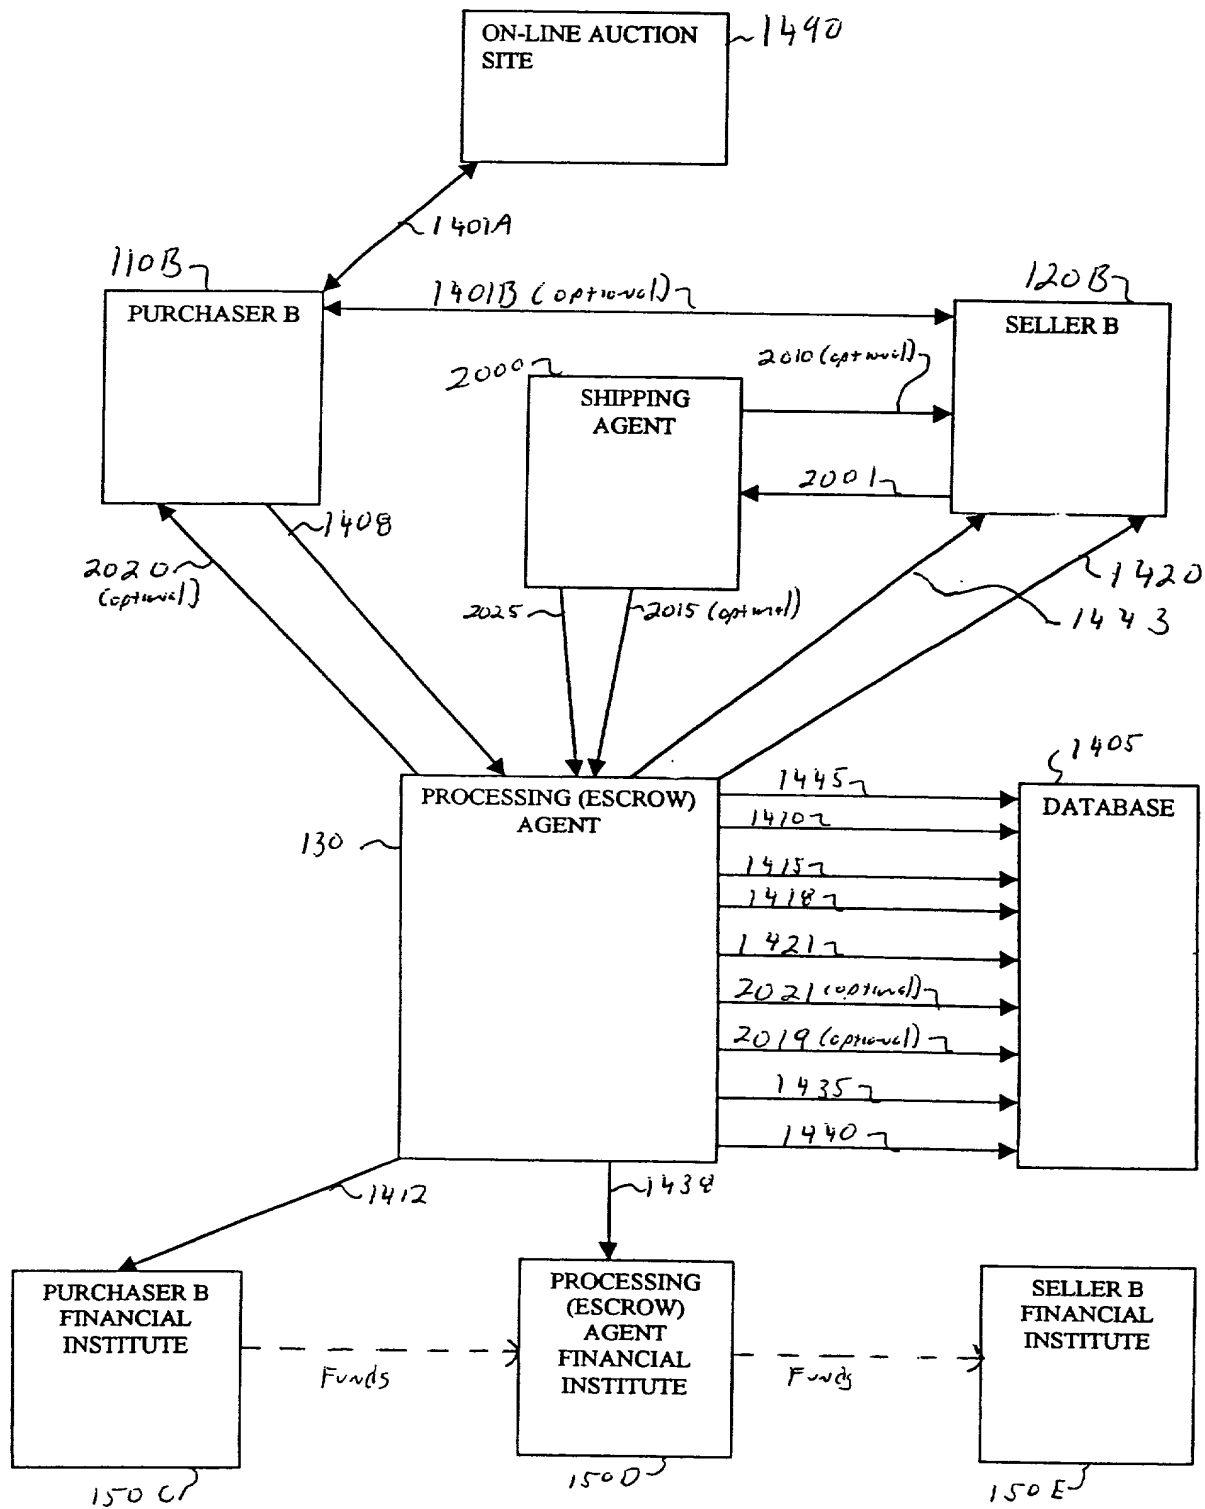 ON-LINE AUCTION
SITE
1490
1401A
110B
1401B (optional)
120B
PURCHASER B
SELLER B
2010 (optional)
2000
SHIPPING
AGENT
2001
1408
2020
(optional)
1420
2025
2015 (optional)
1443
1405
PROCESSING (ESCROW)
AGENT
130
DATABASE
1445
1410
1415
1418
1421
2021 (optional)
2019 (optional)
1435
1440
1412
1438
PURCHASER B
FINANCIAL
INSTITUTE
PROCESSING
(ESCROW)
AGENT
FINANCIAL
INSTITUTE
SELLER B
FINANCIAL
INSTITUTE
Funds
Funds
150C
150D
150E